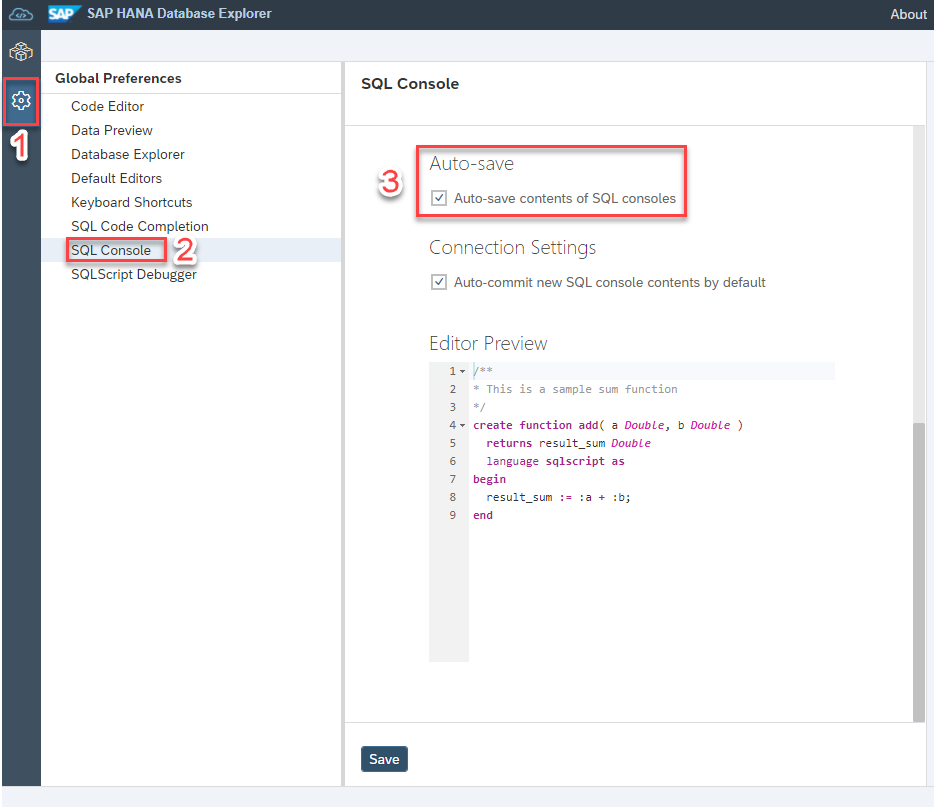 SAP SAP HANA Database Explorer About
1
Global Preferences
Code Editor
Data Preview
Database Explorer
Default Editors
Keyboard Shortcuts
SQL Code Completion
SQL Console 2
SQLScript Debugger
SQL Console
3
Auto-save
Auto-save contents of SQL consoles
Connection Settings
Auto-commit new SQL console contents by default
Editor Preview
1 /**
2 * This is a sample sum function
3 */
4 create function add( a Double, b Double )
5 returns result_sum Double
6 language sqlscript as
7 begin
8 result_sum := :a + :b;
9 end
Save